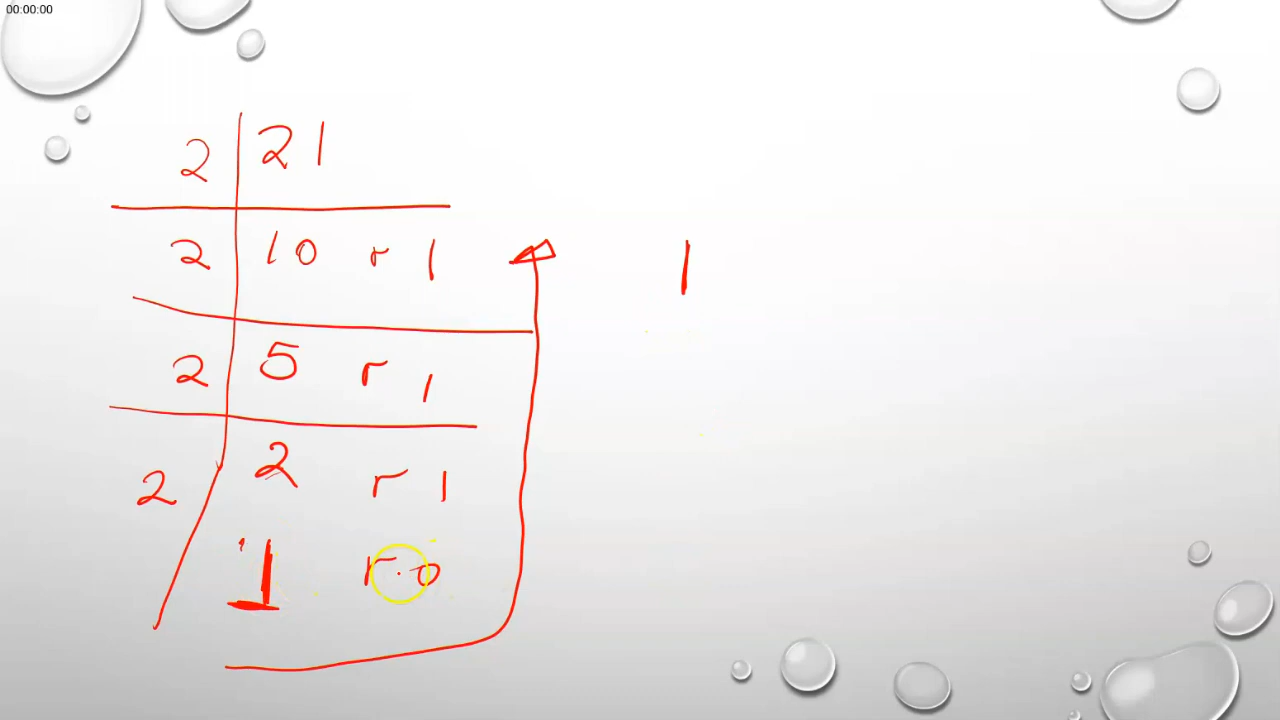 00:00:00
2 21
2 10 r 1 1
2 5 r 1
2 2 r 1
1 r 0